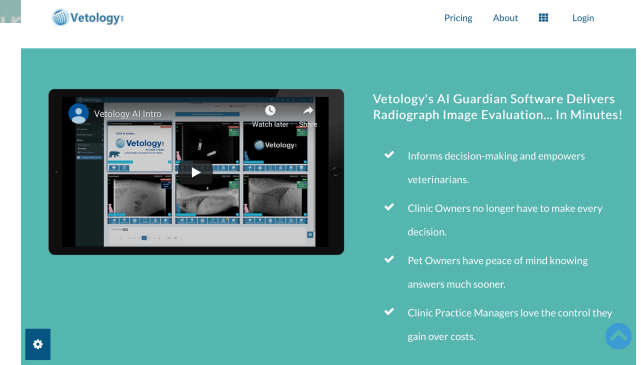 Vetology
Pricing About Login
Vetology AI Intro
Watch later Share
Vetology
Vetology
Vetology's AI Guardian Software Delivers
Radiograph Image Evaluation... In Minutes!
Informs decision-making and empowers
veterinarians.
Clinic Owners no longer have to make every
decision.
Pet Owners have peace of mind knowing
answers much sooner.
Clinic Practice Managers love the control they
gain over costs.